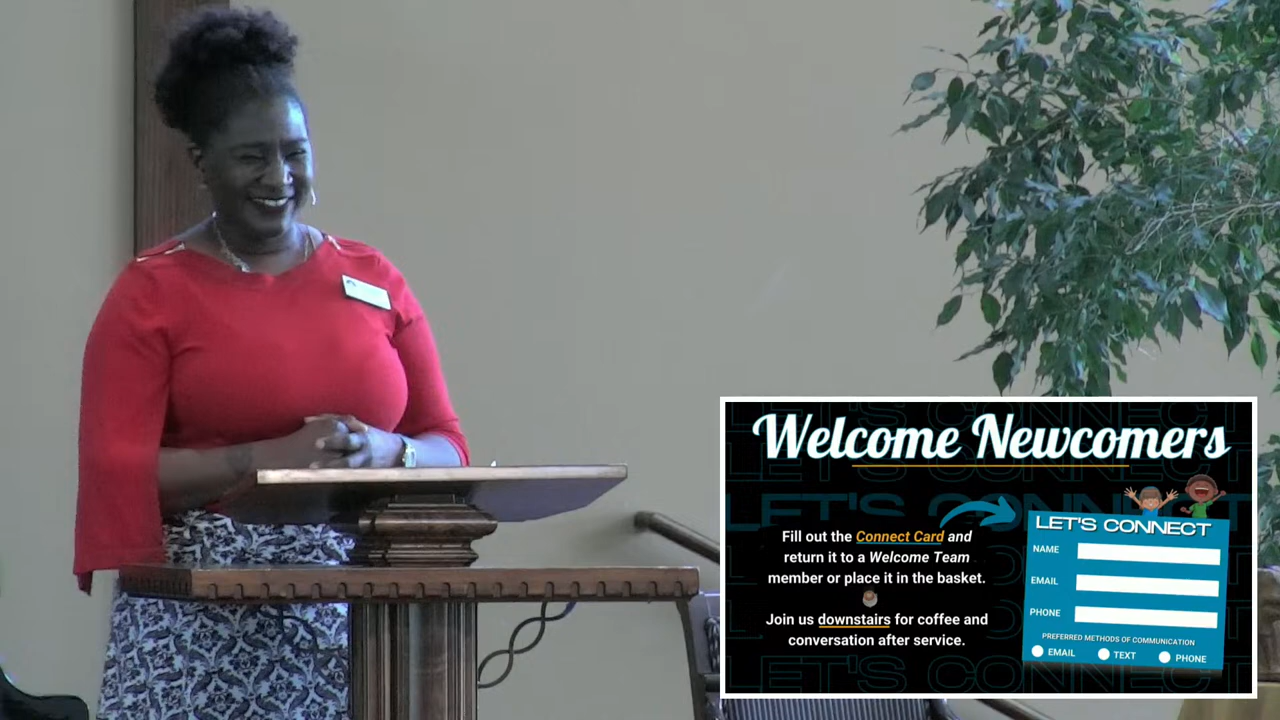 Welcome Newcomers
Fill out the Connect Card and
return it to a Welcome Team
member or place it in the basket.
Join us downstairs for coffee and
conversation after service.
LET'S CONNECT
NAME
EMAIL
PHONE
PREFERRED METHODS OF COMMUNICATION
EMAIL TEXT PHONE